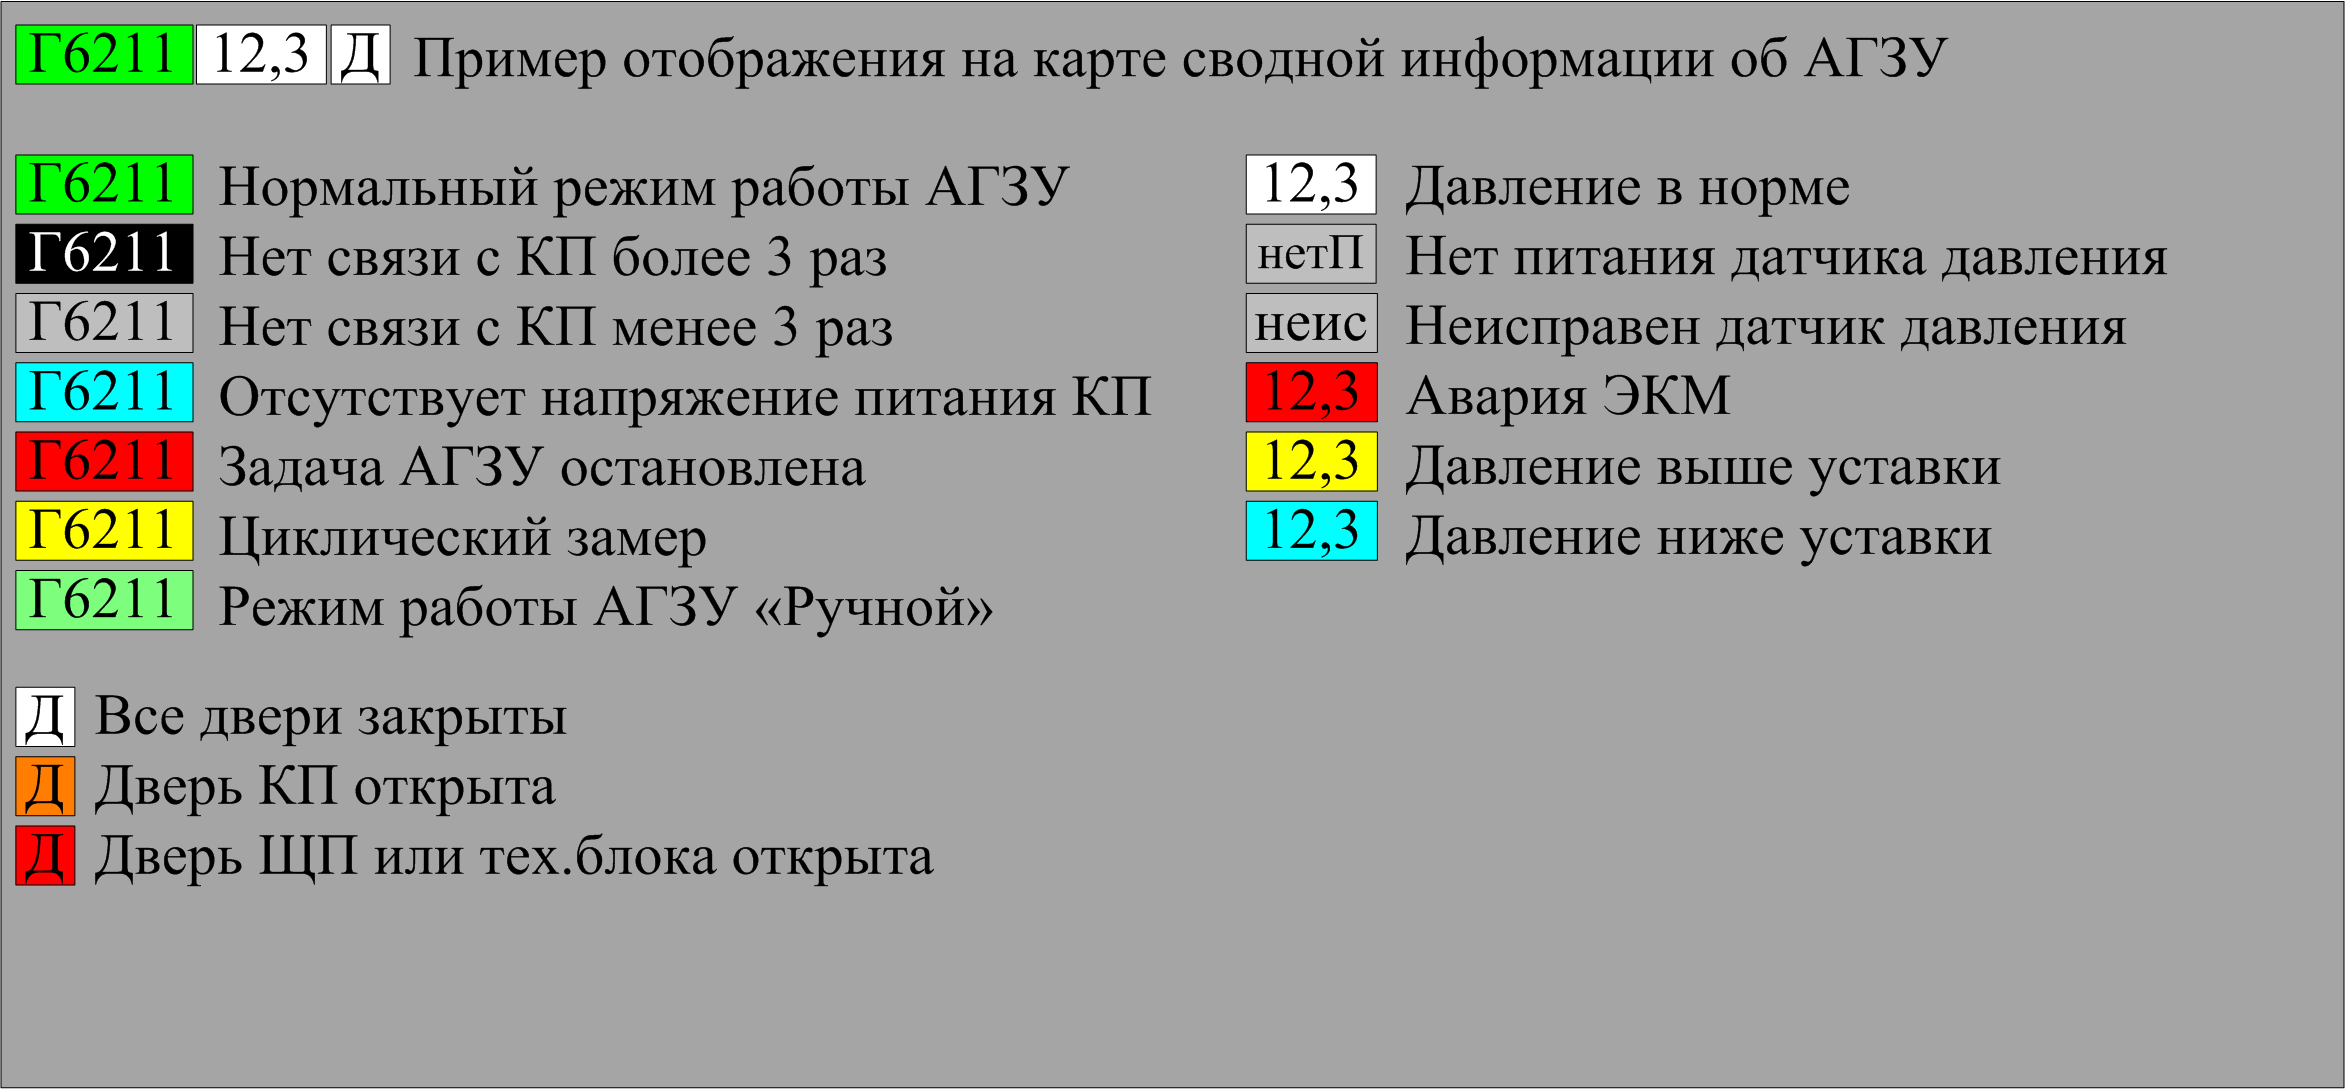 Г6211 12,3 Д Пример отображения на карте сводной информации об АГЗУ
Г6211 Нормальный режим работы АГЗУ
Г6211 Нет связи с КП более 3 раз
Г6211 Нет связи с КП менее 3 раз
Г6211 Отсутствует напряжение питания КП
Г6211 Задача АГЗУ остановлена
Г6211 Циклический замер
Г6211 Режим работы АГЗУ «Ручной»
12,3 Давление в норме
нетП Нет питания датчика давления
неис Неисправен датчик давления
12,3 Авария ЭКМ
12,3 Давление выше уставки
12,3 Давление ниже уставки
Д Все двери закрыты
Д Дверь КП открыта
Д Дверь ЩП или тех.блока открыта